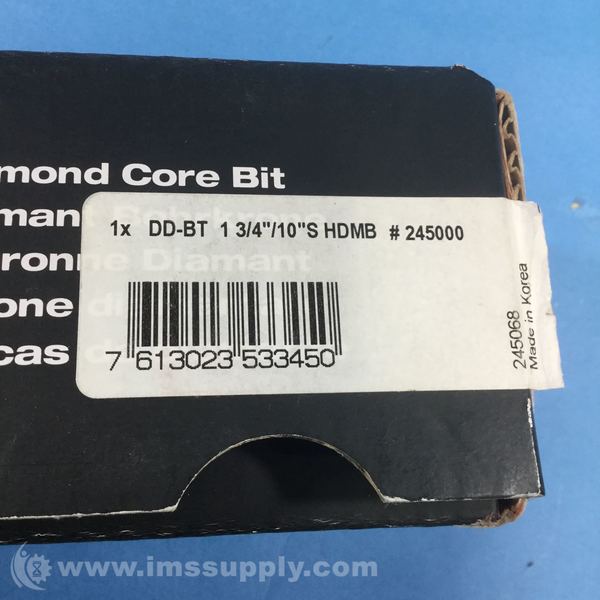 mond Core Bit
1x DD-BT 1 3/4"/10"S HDMB # 245000
mant
ronne Diamant
one di
cas d
7 613023 533450
245068
Made in Korea
www.imssupply.com